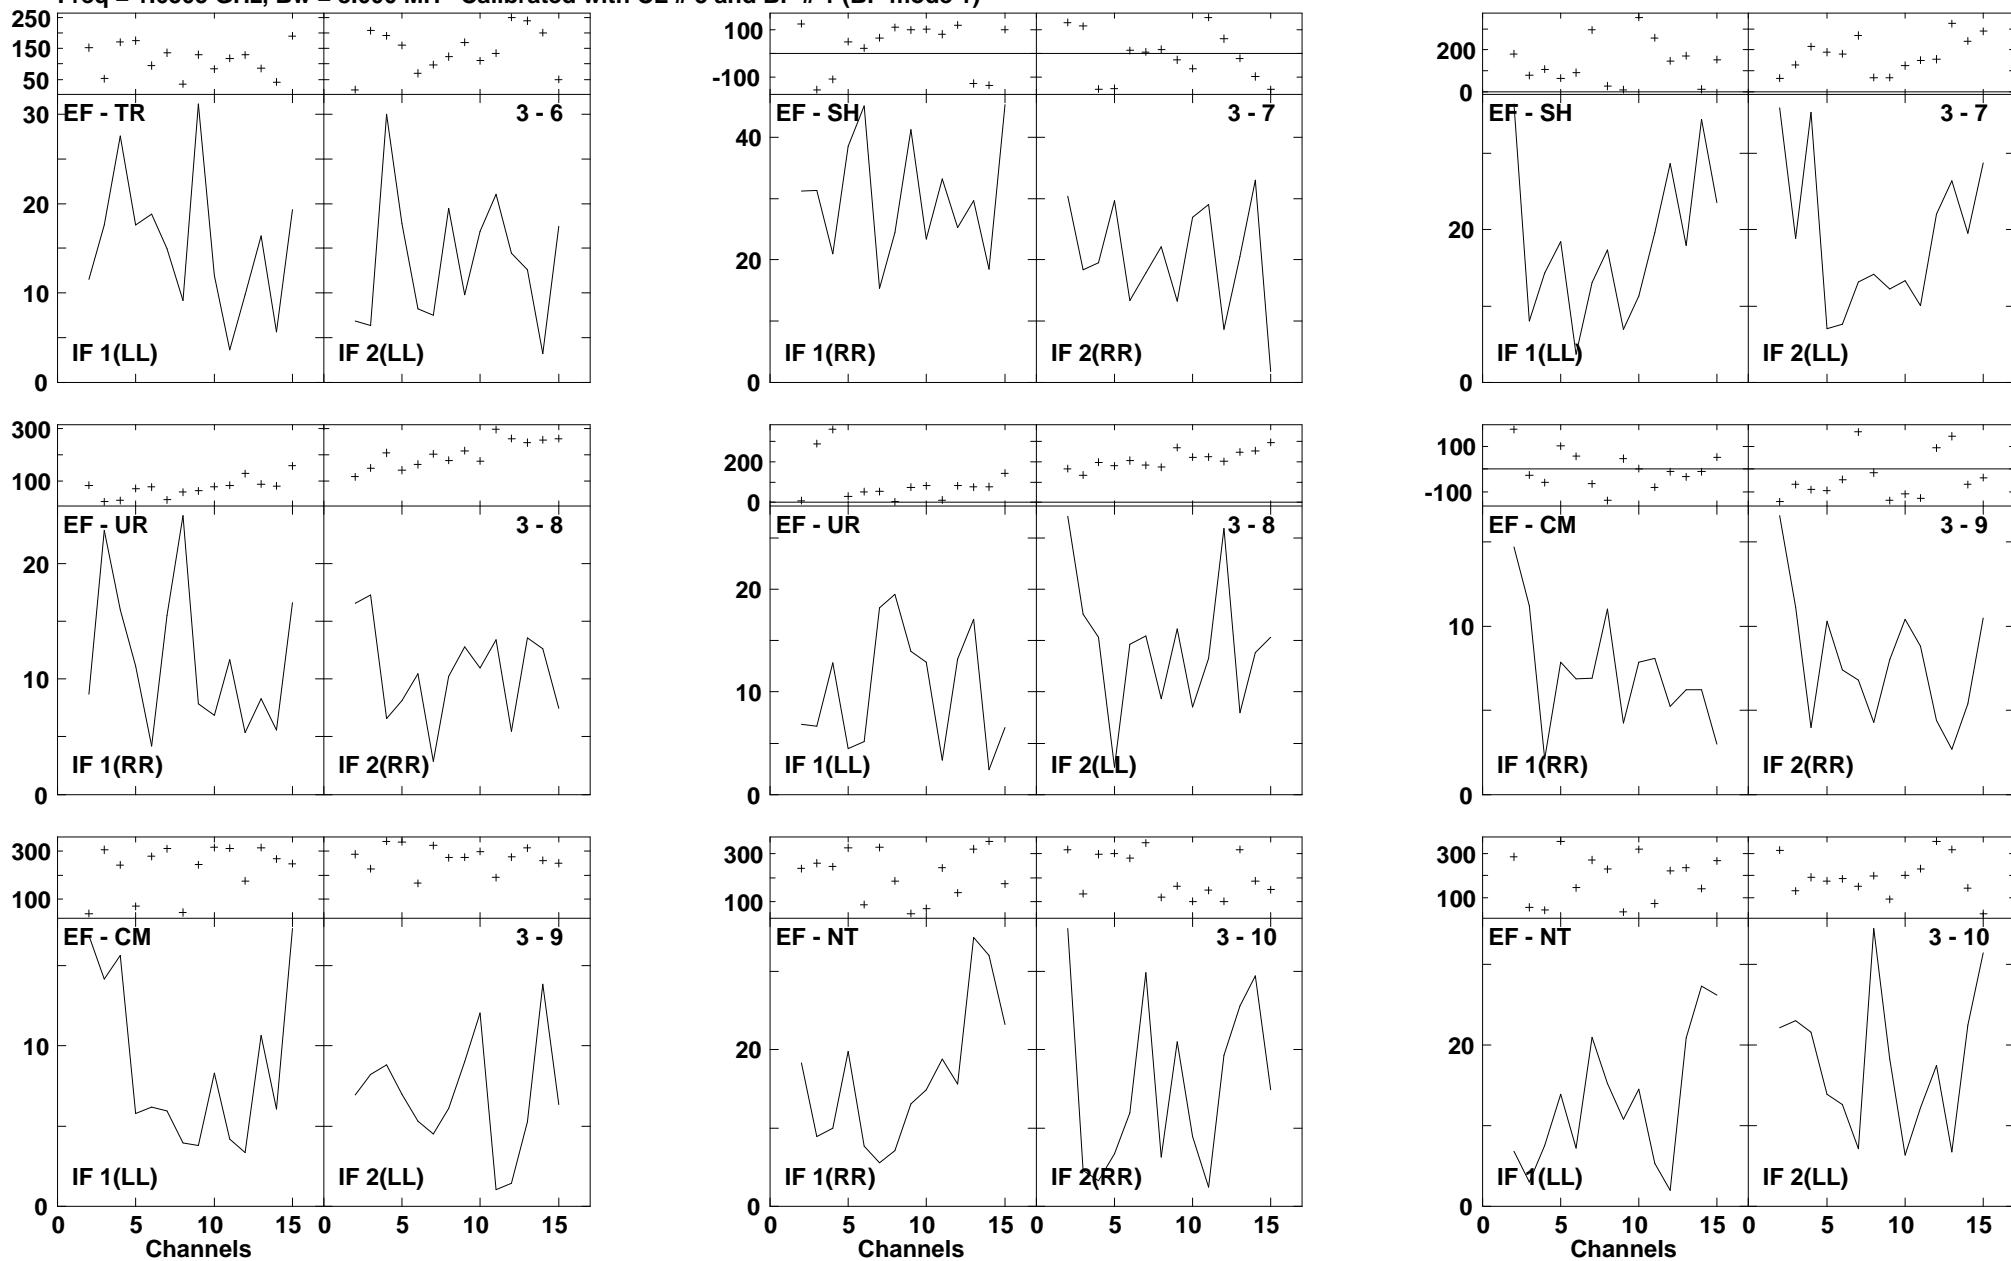 250
150
50
30
20
10
0
EF - TR
3 - 6
IF 1(LL)
IF 2(LL)
100
-100
40
20
0
EF - SH
3 - 7
IF 1(RR)
IF 2(RR)
200
0
20
0
EF - SH
3 - 7
IF 1(LL)
IF 2(LL)
300
100
20
10
0
EF - UR
3 - 8
IF 1(RR)
IF 2(RR)
200
0
20
10
0
EF - UR
3 - 8
IF 1(LL)
IF 2(LL)
100
-100
10
0
EF - CM
3 - 9
IF 1(RR)
IF 2(RR)
300
100
10
0
EF - CM
3 - 9
IF 1(LL)
IF 2(LL)
0 5 10 15 0 5 10 15
Channels
300
100
20
0
EF - NT
3 - 10
IF 1(RR)
IF 2(RR)
0 5 10 15 0 5 10 15
Channels
300
100
20
0
EF - NT
3 - 10
IF 1(LL)
IF 2(LL)
0 5 10 15 0 5 10 15
Channels